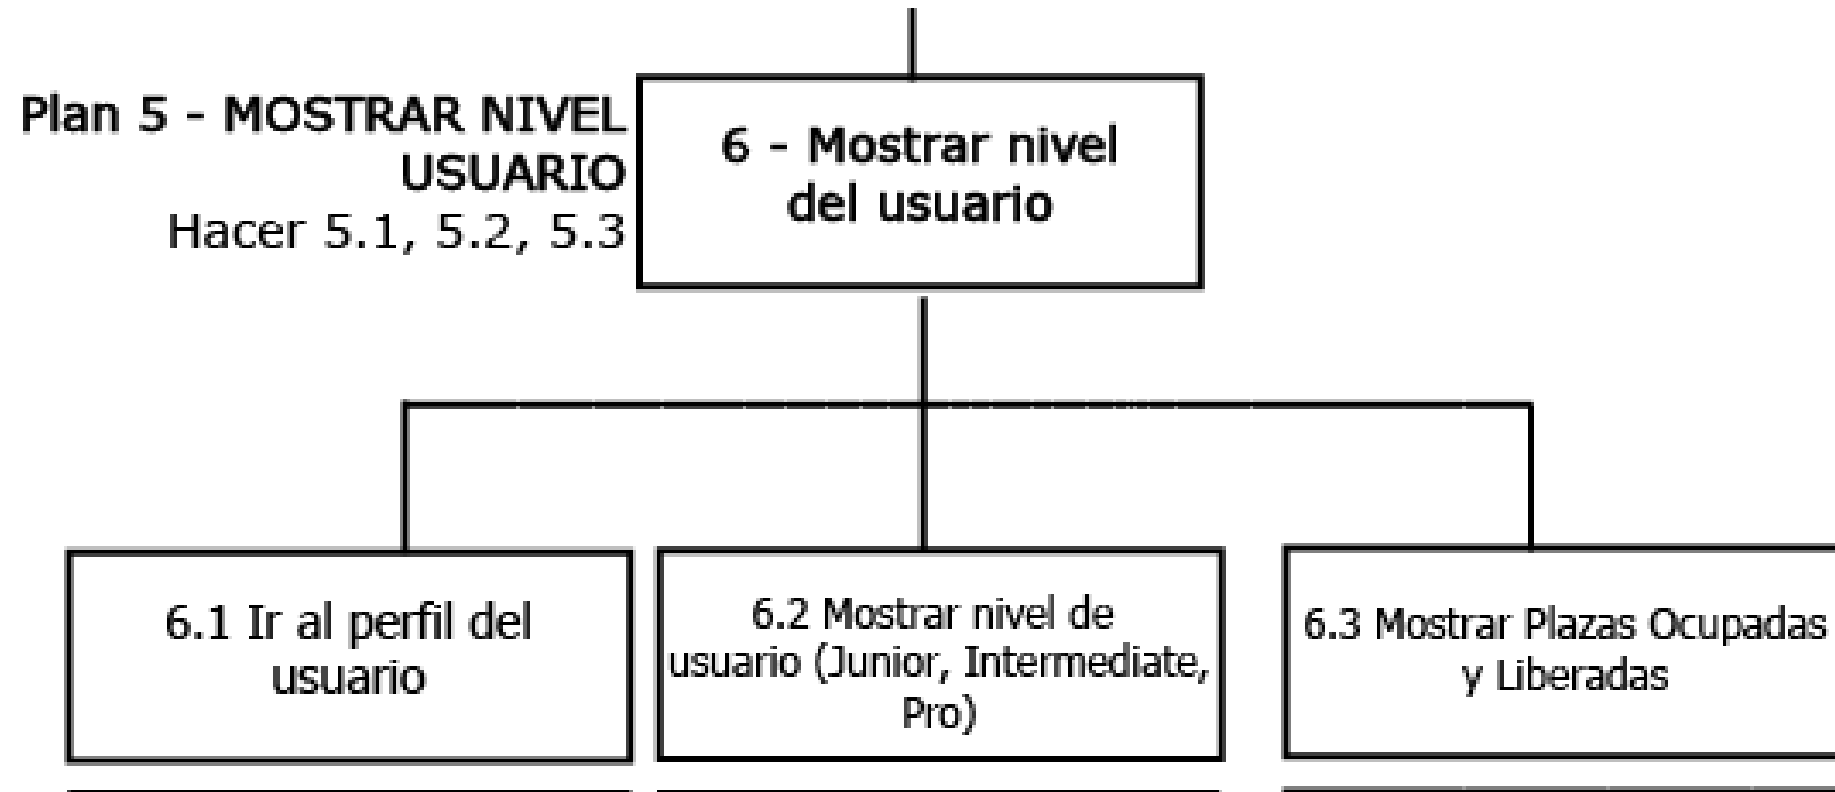 Plan 5 - MOSTRAR NIVEL
USUARIO
Hacer 5.1, 5.2, 5.3
6 - Mostrar nivel
del usuario
6.1 Ir al perfil del
usuario
6.2 Mostrar nivel de
usuario (Junior, Intermediate,
Pro)
6.3 Mostrar Plazas Ocupadas
y Liberadas